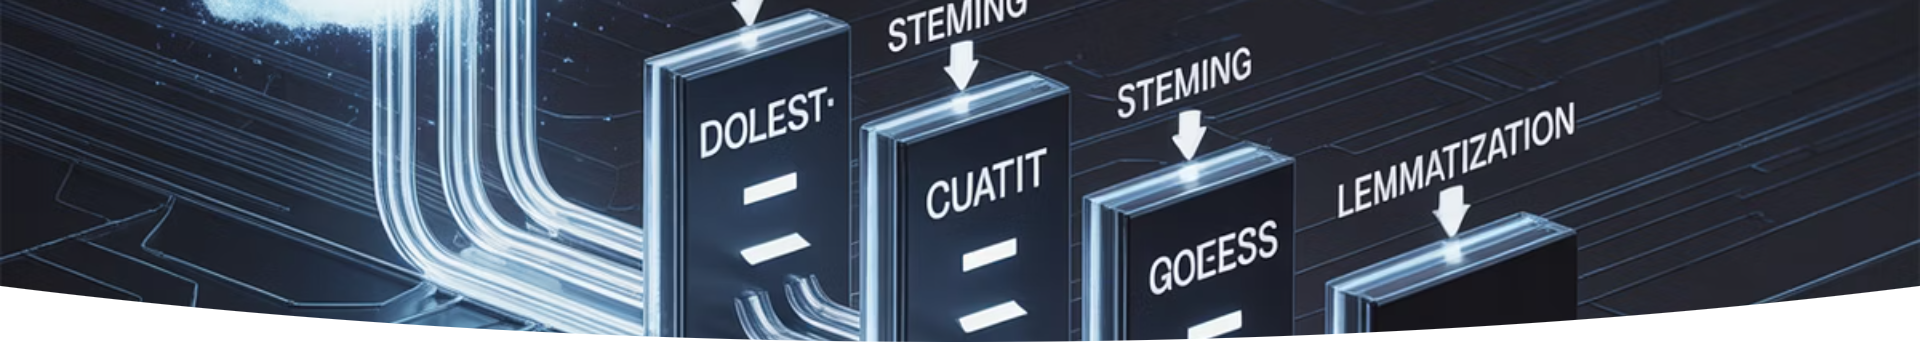 STEMING
STEMING
LEMMATIZATION
DOLEST·
CUATIT
GOEESS